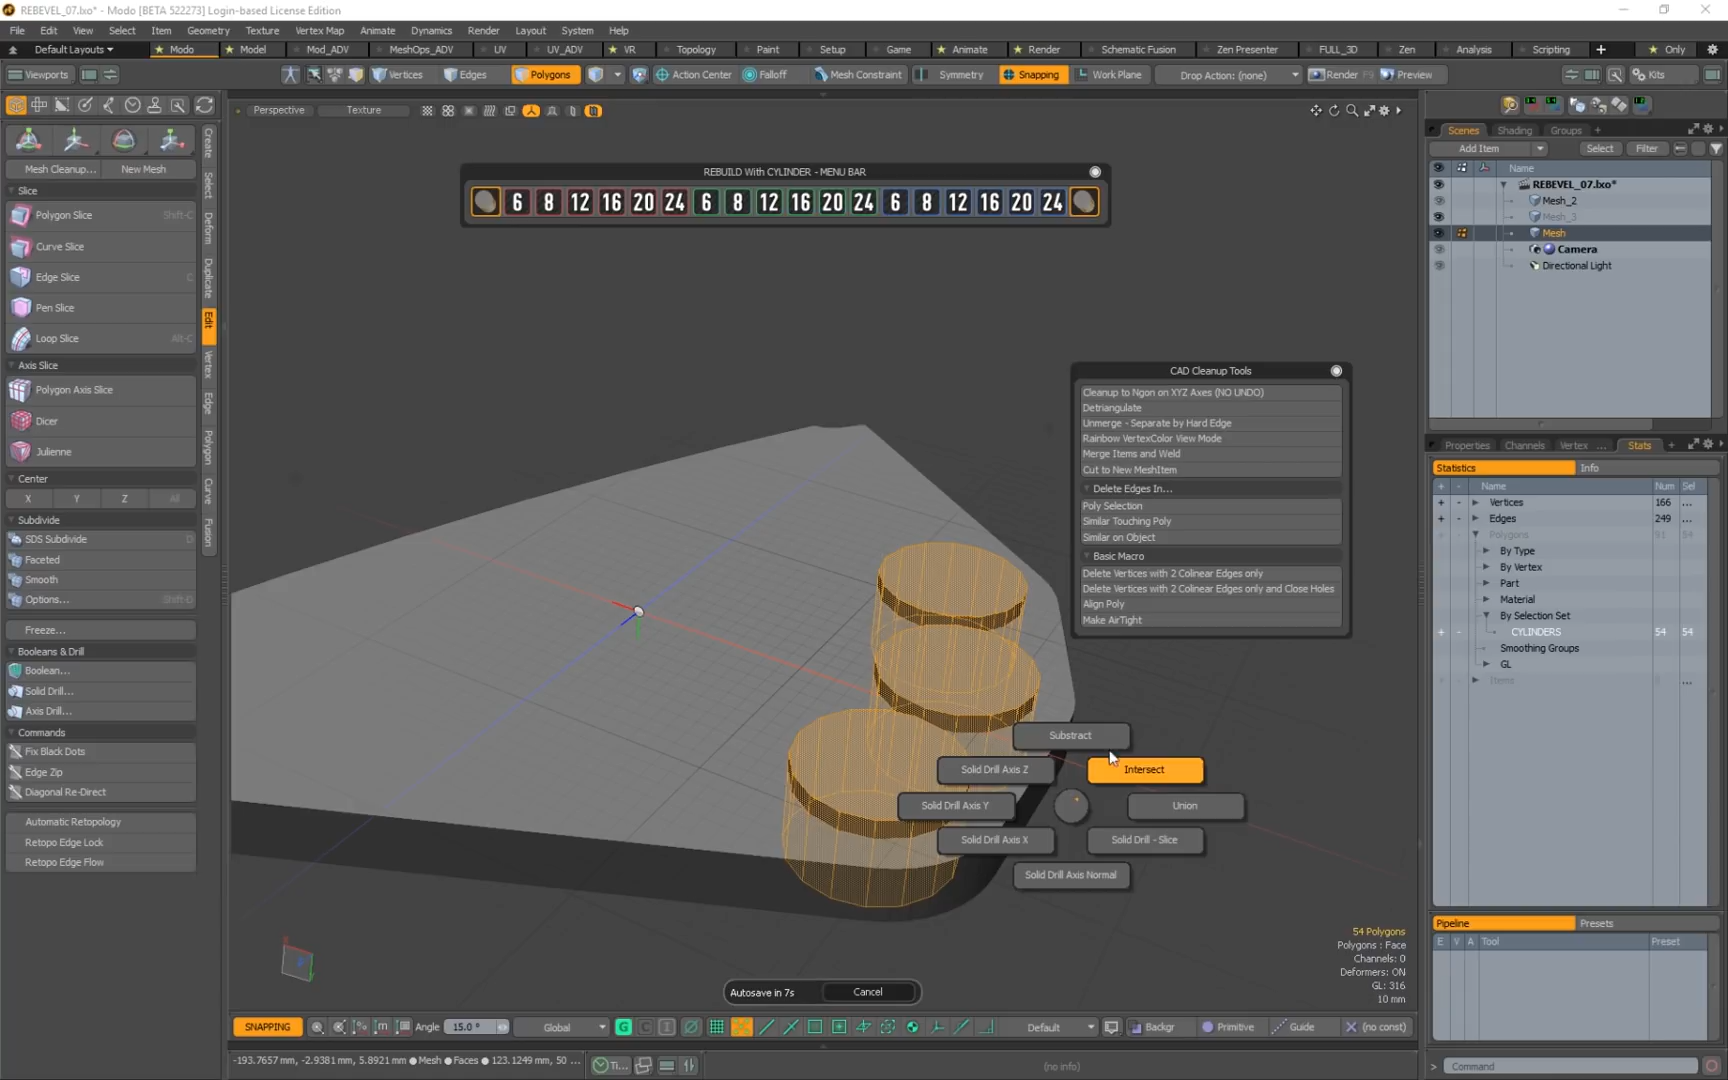 REBEVEL_07.lxo* - Modo [BETA 522273] Login-based License Edition
File Edit View Select Item Geometry Texture Vertex Map Animate Dynamics Render Layout System Help
Default Layouts Modo Model Mod_ADV MeshOps_ADV UV UV_ADV VR Topology Paint Setup Game Animate Render Schematic Fusion Zen Presenter FULL_3D Zen Analysis Scripting Only
Viewports Vertices Edges Polygons Action Center Falloff Mesh Constraint Symmetry Snapping Work Plane Drop Action: (none) Render Preview Kits
Perspective Texture
Create
Select
Deform
Duplicate
Edit
Vertex
Edge
Polygon
Curve
Fusion
Mesh Cleanup... New Mesh
Slice
Polygon Slice Shift-C
Curve Slice
Edge Slice C
Pen Slice
Loop Slice Alt-C
Axis Slice
Polygon Axis Slice
Dicer
Julienne
Center
X Y Z All
Subdivide
SDS Subdivide D
Faceted
Smooth
Options... Shift-D
Freeze...
Booleans & Drill
Boolean...
Solid Drill...
Axis Drill...
Commands
Fix Black Dots
Edge Zip
Diagonal Re-Direct
Automatic Retopology
Retopo Edge Lock
Retopo Edge Flow
REBUILD With CYLINDER - MENU BAR
6 8 12 16 20 24 6 8 12 16 20 24 6 8 12 16 20 24
CAD Cleanup Tools
Cleanup to Ngon on XYZ Axes (NO UNDO)
Detriangulate
Unmerge - Separate by Hard Edge
Rainbow VertexColor View Mode
Merge Items and Weld
Cut to New MeshItem
Delete Edges In...
Poly Selection
Similar Touching Poly
Similar on Object
Basic Macro
Delete Vertices with 2 Colinear Edges only
Delete Vertices with 2 Colinear Edges only and Close Holes
Align Poly
Make AirTight
Substract
Solid Drill Axis Z Intersect
Solid Drill Axis Y Union
Solid Drill Axis X Solid Drill - Slice
Solid Drill Axis Normal
54 Polygons
Polygons : Face
Channels: 0
Deformers: ON
GL: 316
10 mm
Autosave in 7s Cancel
Scenes Shading Groups +
Add Item Select Filter
Name
REBEVEL_07.lxo*
Mesh_2
Mesh_3
Mesh
Camera
Directional Light
Properties Channels Vertex ... Stats +
Statistics Info
+ - Name Num Sel
+ - Vertices 166 ...
+ - Edges 249 ...
Polygons 91 54
By Type
By Vertex
Part
Material
By Selection Set
+ - CYLINDERS 54 54
Smoothing Groups
GL
Items ...
Pipeline Presets
E V A Tool Preset
SNAPPING Angle 15.0 ° Global G C I Default Backgr Primitive Guide (no const)
-193.7657 mm, -2.9381 mm, 5.8921 mm Mesh Faces 123.1249 mm, 50 ... Ti... (no info) > Command